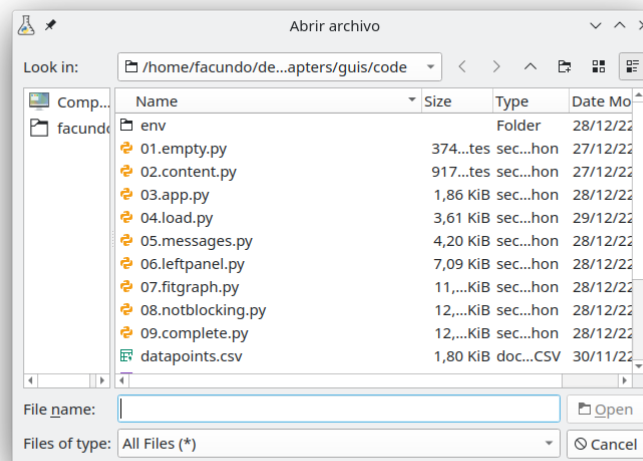 Abrir archivo
Look in: /home/facundo/de...apters/guis/code
Comp...
facundo
Name Size Type Date Mo
env Folder 28/12/22
01.empty.py 374...tes sec...hon 27/12/22
02.content.py 917...tes sec...hon 27/12/22
03.app.py 1,86 KiB sec...hon 28/12/22
04.load.py 3,61 KiB sec...hon 29/12/22
05.messages.py 4,20 KiB sec...hon 28/12/22
06.leftpanel.py 7,09 KiB sec...hon 28/12/22
07.fitgraph.py 11,...KiB sec...hon 28/12/22
08.notblocking.py 12,...KiB sec...hon 28/12/22
09.complete.py 12,...KiB sec...hon 28/12/22
datapoints.csv 1,80 KiB doc...CSV 30/11/22
File name: Open
Files of type: All Files (*) Cancel